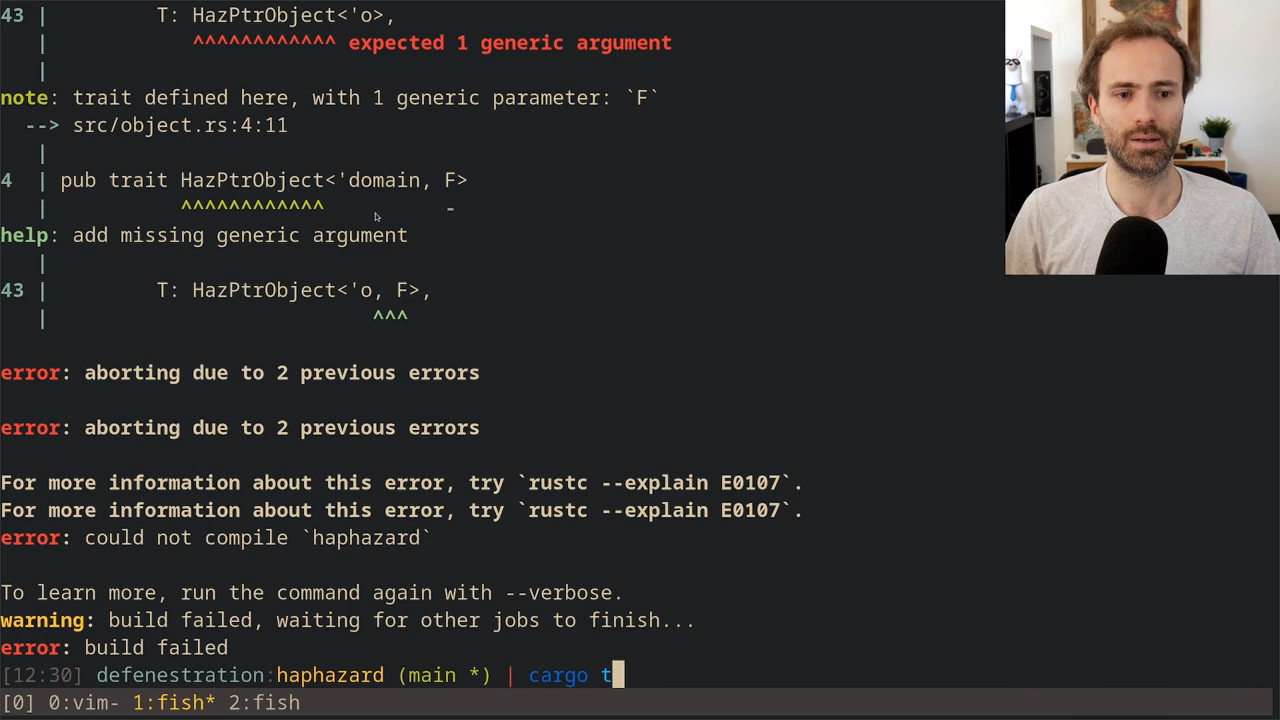 43 |         T: HazPtrObject<'o>,
   |            ^^^^^^^^^^^^ expected 1 generic argument
   |
note: trait defined here, with 1 generic parameter: `F`
  --> src/object.rs:4:11
   |
4  | pub trait HazPtrObject<'domain, F>
   |           ^^^^^^^^^^^^          -
help: add missing generic argument
   |
43 |         T: HazPtrObject<'o, F>,
   |                           ^^^
error: aborting due to 2 previous errors
error: aborting due to 2 previous errors
For more information about this error, try `rustc --explain E0107`.
For more information about this error, try `rustc --explain E0107`.
error: could not compile `haphazard`
To learn more, run the command again with --verbose.
warning: build failed, waiting for other jobs to finish...
error: build failed
[12:30] defenestration:haphazard (main *) | cargo t
[0] 0:vim- 1:fish* 2:fish